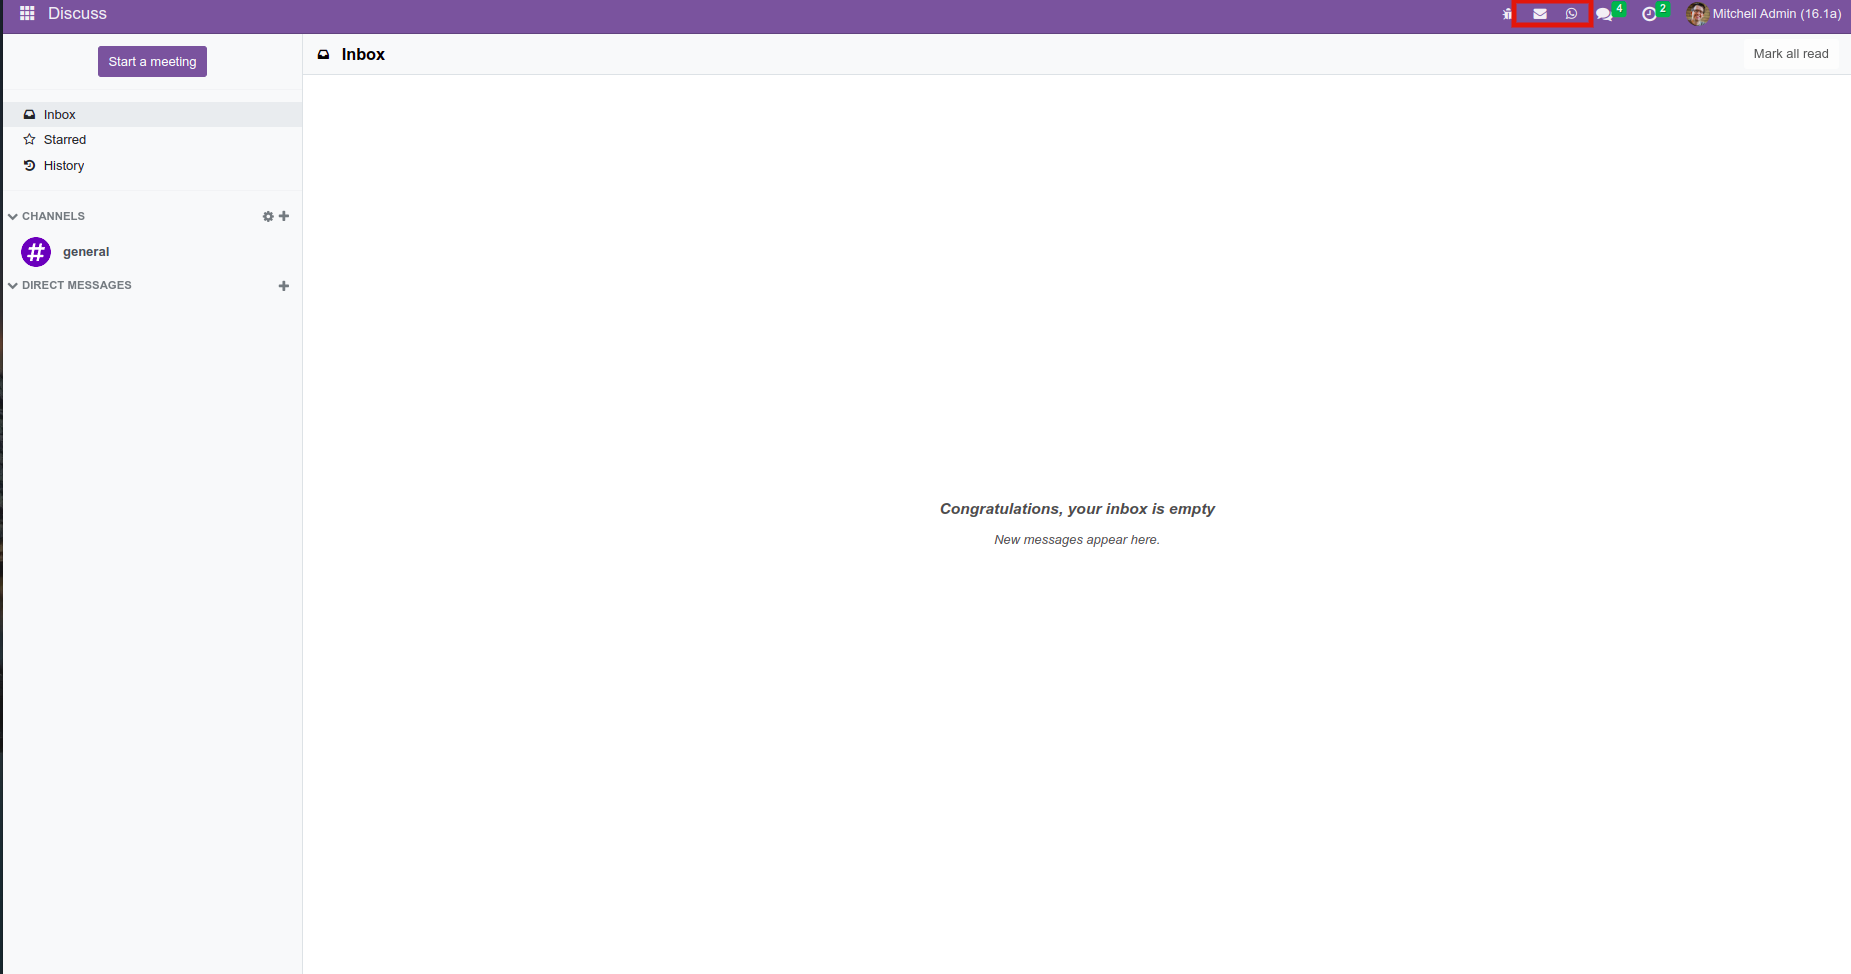 Discuss
4
2
Mitchell Admin (16.1a)
Start a meeting
Inbox
Mark all read
Inbox
Starred
History
CHANNELS
general
DIRECT MESSAGES
Congratulations, your inbox is empty
New messages appear here.